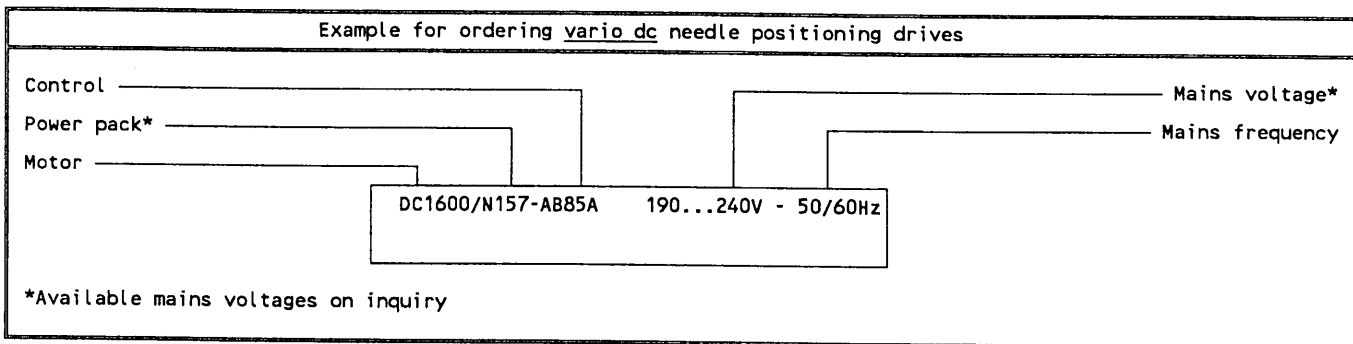 Example for ordering vario dc needle positioning drives
Control
Mains voltage*
Power pack*
Mains frequency
Motor
DC1600/N157-AB85A 190...240V - 50/60Hz
*Available mains voltages on inquiry